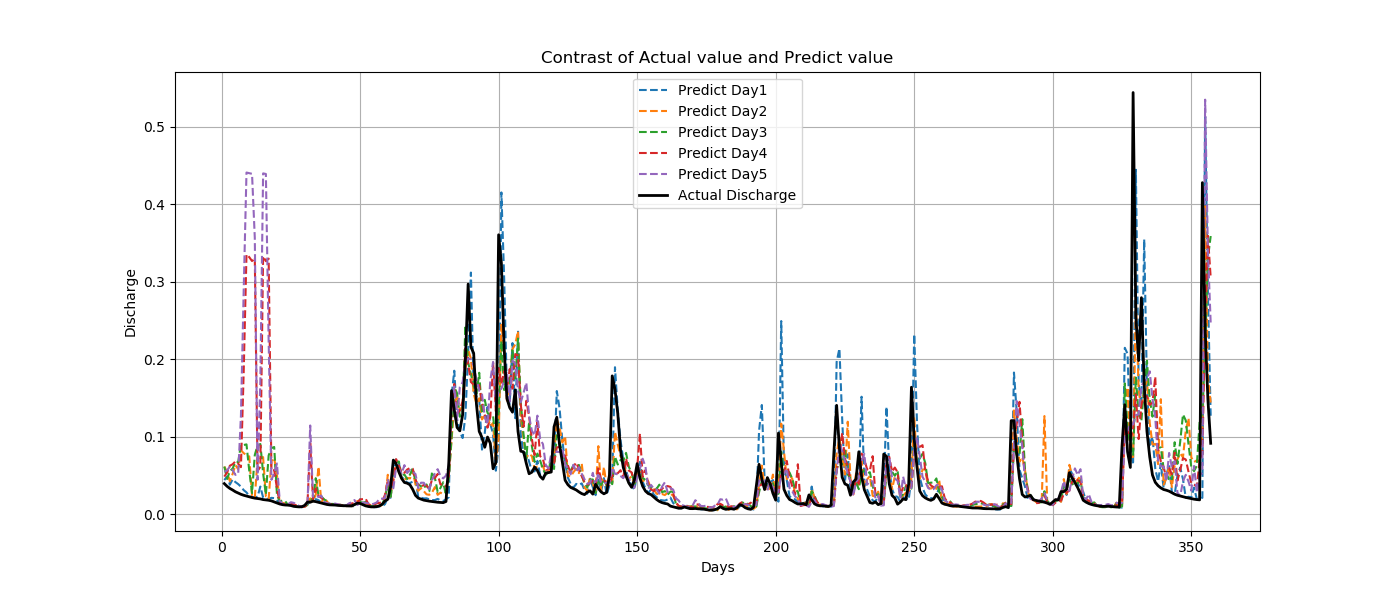 Contrast of Actual value and Predict value
Predict Day1
Predict Day2
Predict Day3
Predict Day4
Predict Day5
Actual Discharge
Discharge
0.5
0.4
0.3
0.2
0.1
0.0
0 50 100 150 200 250 300 350
Days